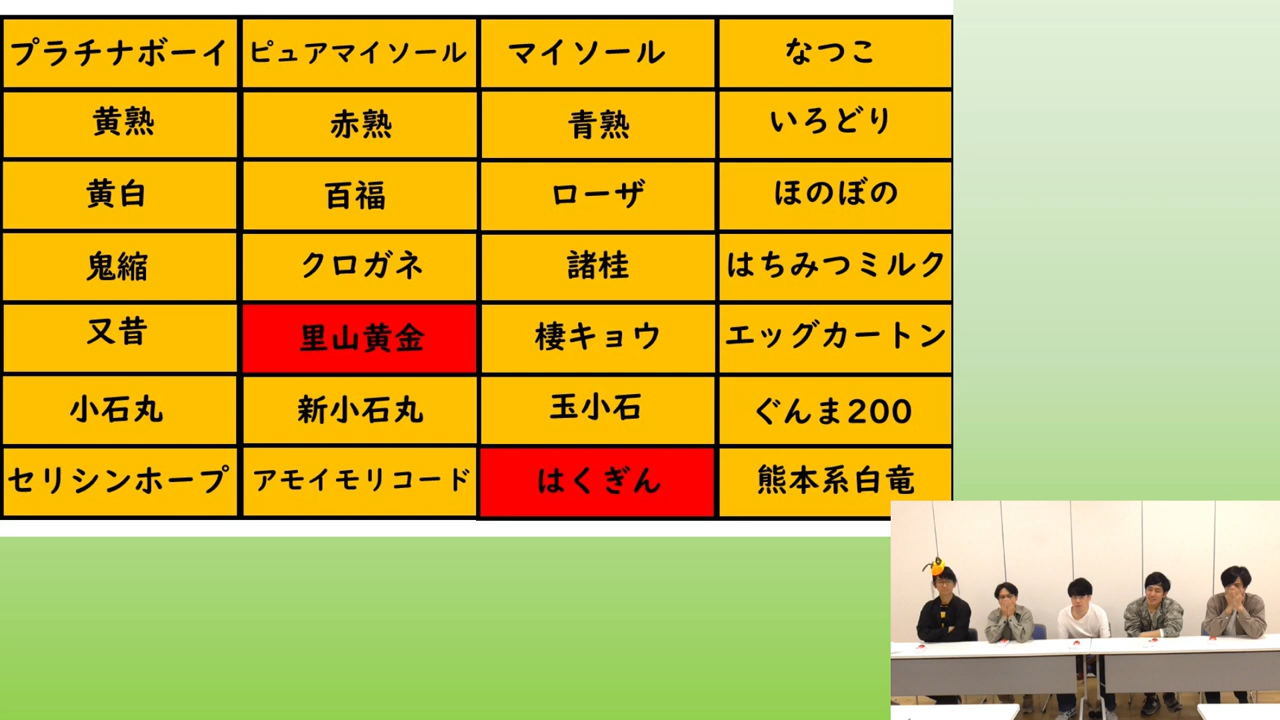 プラチナボーイ ピュアマイソール マイソール なつこ
黄熟 赤熟 青熟 いろどり
黄白 百福 ローザ ほのぼの
鬼縮 クロガネ 諸桂 はちみつミルク
又昔 里山黄金 棲キョウ エッグカートン
小石丸 新小石丸 玉小石 ぐんま200
セリシンホープ アモイモリコード はくぎん 熊本系白竜